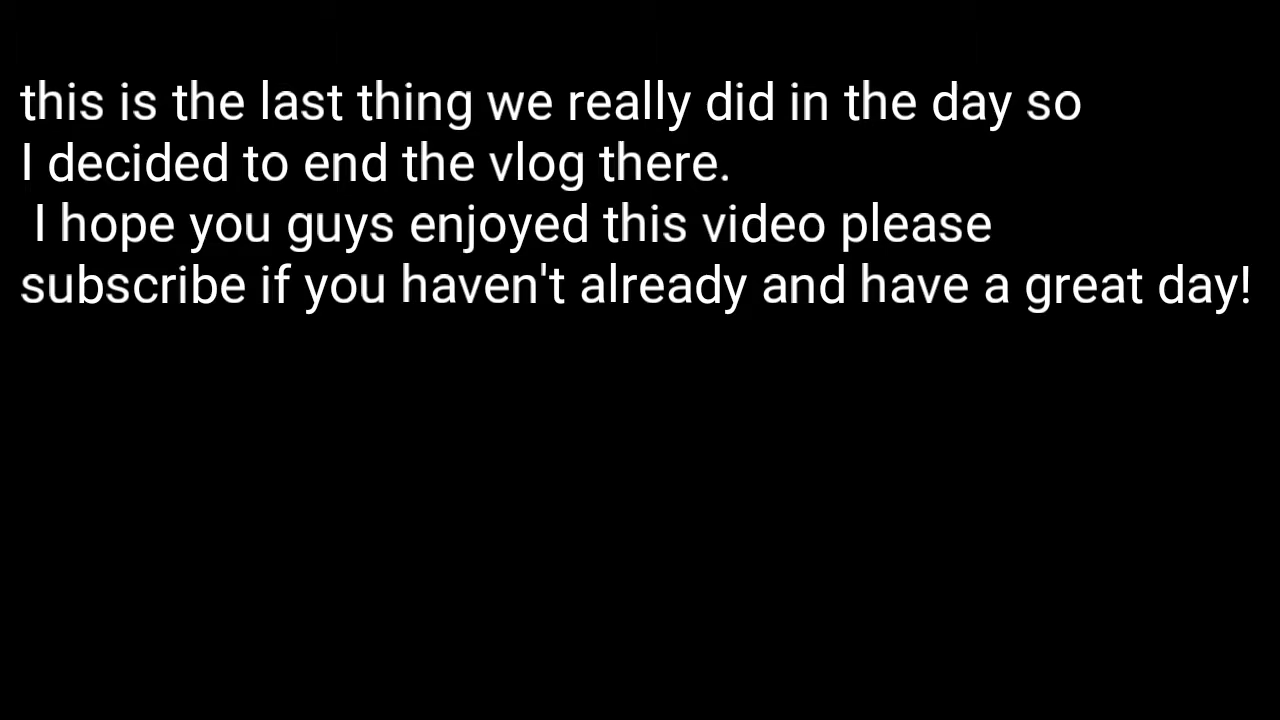 this is the last thing we really did in the day so
I decided to end the vlog there.
I hope you guys enjoyed this video please
subscribe if you haven't already and have a great day!